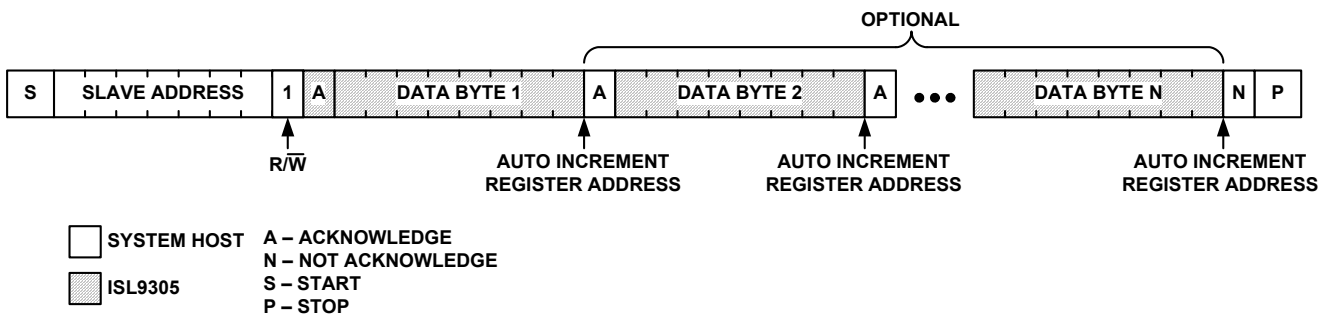 OPTIONAL
S SLAVE ADDRESS 1 A DATA BYTE 1 A DATA BYTE 2 A ●●● DATA BYTE N N P
R/W̅
AUTO INCREMENT
REGISTER ADDRESS
AUTO INCREMENT
REGISTER ADDRESS
AUTO INCREMENT
REGISTER ADDRESS
SYSTEM HOST
ISL9305
A – ACKNOWLEDGE
N – NOT ACKNOWLEDGE
S – START
P – STOP